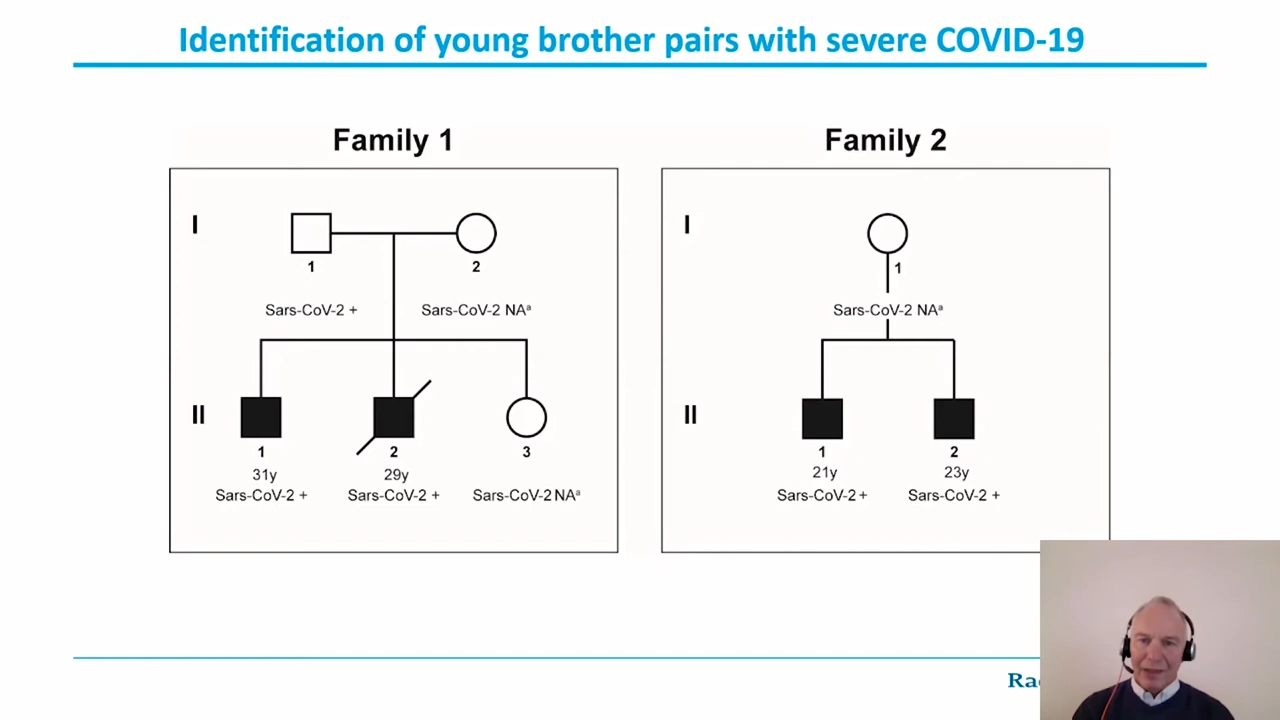 Identification of young brother pairs with severe COVID-19
Family 1
I
1
2
Sars-CoV-2 +
Sars-CoV-2 NAᵃ
II
1
2
3
31y
29y
Sars-CoV-2 +
Sars-CoV-2 +
Sars-CoV-2 NAᵃ
Family 2
I
1
Sars-CoV-2 NAᵃ
II
1
2
21y
23y
Sars-CoV-2 +
Sars-CoV-2 +